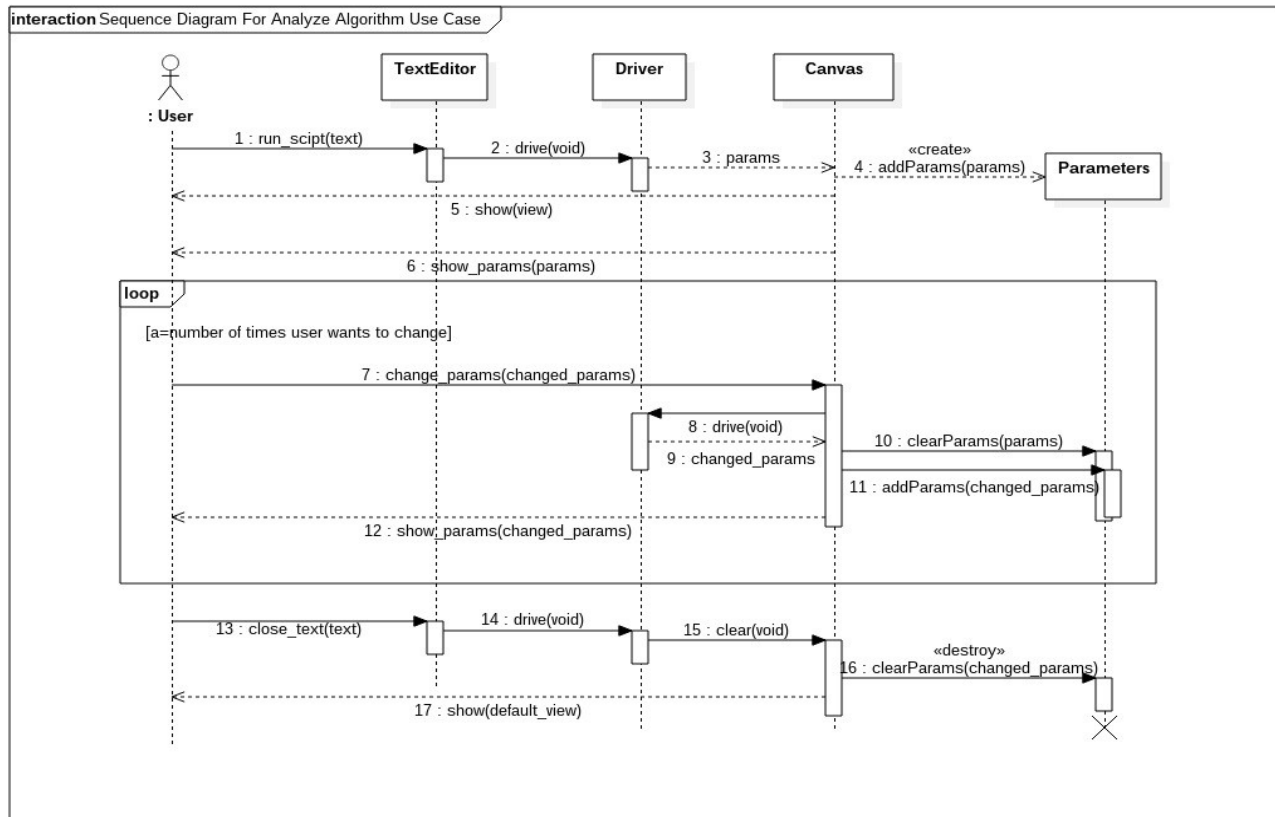 interaction Sequence Diagram For Analyze Algorithm Use Case
TextEditor
Driver
Canvas
: User
1 : run_scipt(text)
2 : drive(void)
3 : params
«create»
4 : addParams(params)
Parameters
5 : show(view)
6 : show_params(params)
loop
[a=number of times user wants to change]
7 : change_params(changed_params)
8 : drive(void)
9 : changed_params
10 : clearParams(params)
11 : addParams(changed_params)
12 : show_params(changed_params)
13 : close_text(text)
14 : drive(void)
15 : clear(void)
«destroy»
16 : clearParams(changed_params)
17 : show(default_view)